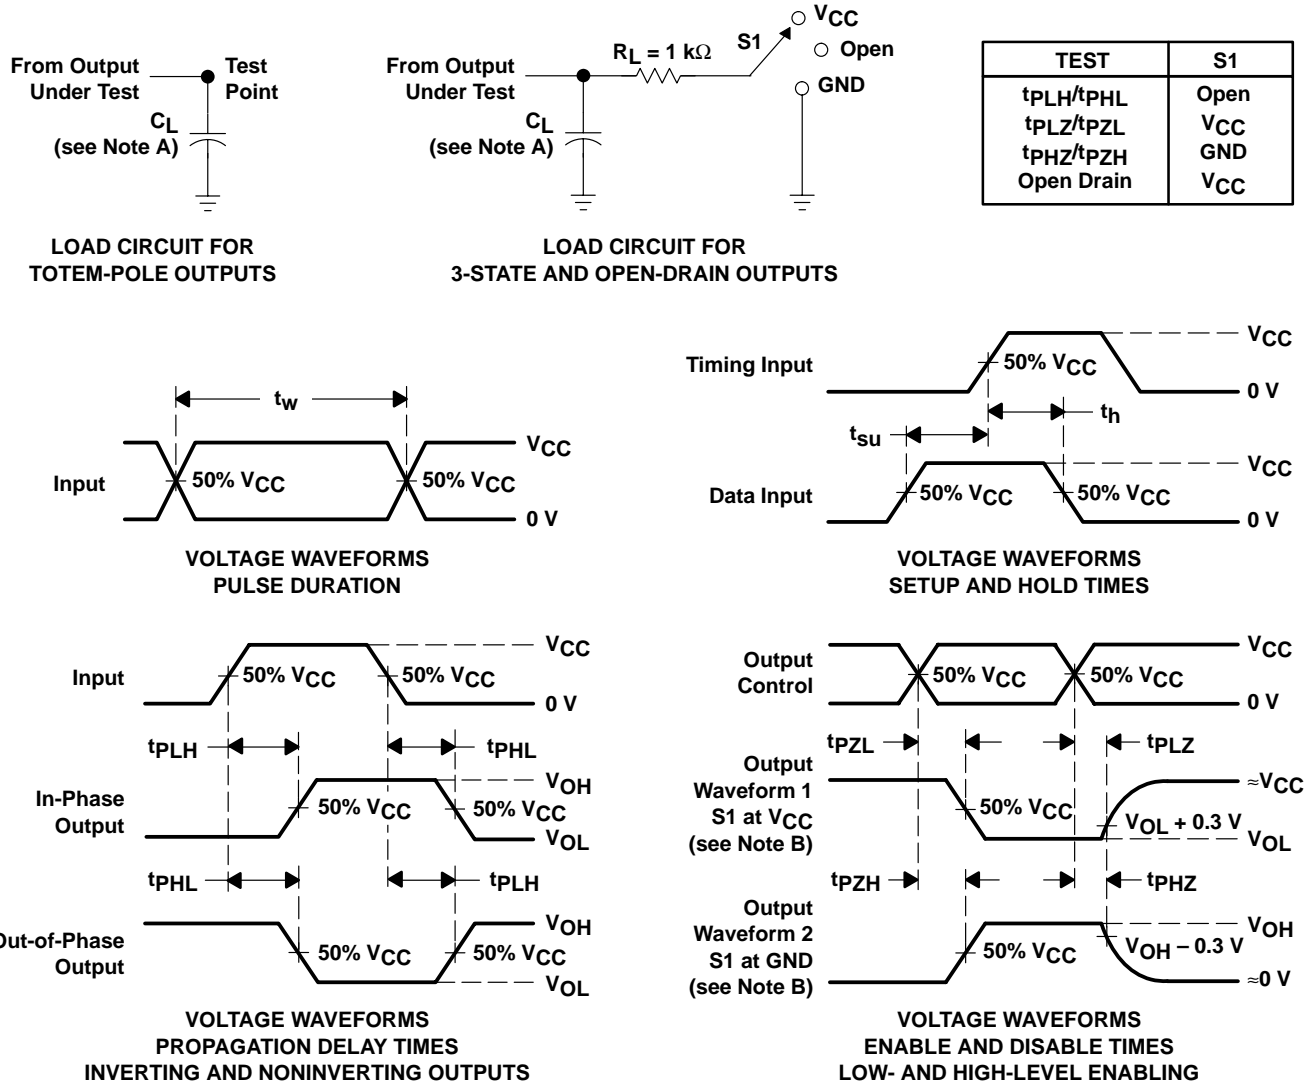 From Output
Under Test
Test
Point
CL
(see Note A)
LOAD CIRCUIT FOR
TOTEM-POLE OUTPUTS
From Output
Under Test
RL = 1 kΩ
S1
VCC
Open
GND
CL
(see Note A)
LOAD CIRCUIT FOR
3-STATE AND OPEN-DRAIN OUTPUTS
TEST S1
tPLH/tPHL Open
tPLZ/tPZL VCC
tPHZ/tPZH GND
Open Drain VCC
tw
Input
50% VCC
50% VCC
VCC
0 V
VOLTAGE WAVEFORMS
PULSE DURATION
Timing Input
50% VCC
VCC
0 V
th
tsu
Data Input
50% VCC
50% VCC
VCC
0 V
VOLTAGE WAVEFORMS
SETUP AND HOLD TIMES
Input
50% VCC
50% VCC
VCC
0 V
tPLH
tPHL
In-Phase
Output
50% VCC
50% VCC
VOH
VOL
tPHL
tPLH
Out-of-Phase
Output
50% VCC
50% VCC
VOH
VOL
VOLTAGE WAVEFORMS
PROPAGATION DELAY TIMES
INVERTING AND NONINVERTING OUTPUTS
Output
Control
50% VCC
50% VCC
VCC
0 V
tPZL
tPLZ
Output
Waveform 1
S1 at VCC
(see Note B)
50% VCC
≈VCC
VOL + 0.3 V
VOL
tPZH
tPHZ
Output
Waveform 2
S1 at GND
(see Note B)
50% VCC
VOH
VOH − 0.3 V
≈0 V
VOLTAGE WAVEFORMS
ENABLE AND DISABLE TIMES
LOW- AND HIGH-LEVEL ENABLING